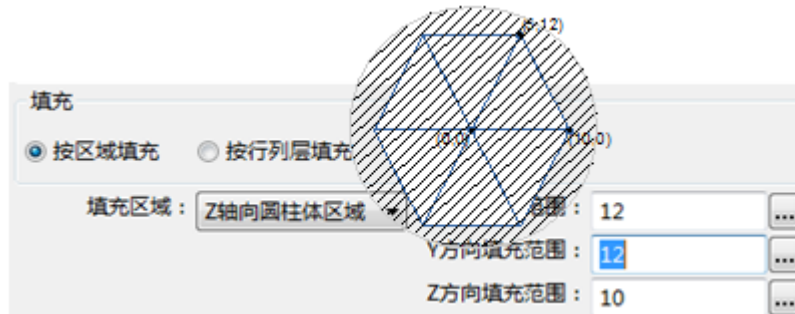 (5,12)
填充
按区域填充 按行列层填充
(0,0) (10,0)
填充区域： Z轴向圆柱体区域 范围： 12 ...
Y方向填充范围： 12 ...
Z方向填充范围： 10 ...